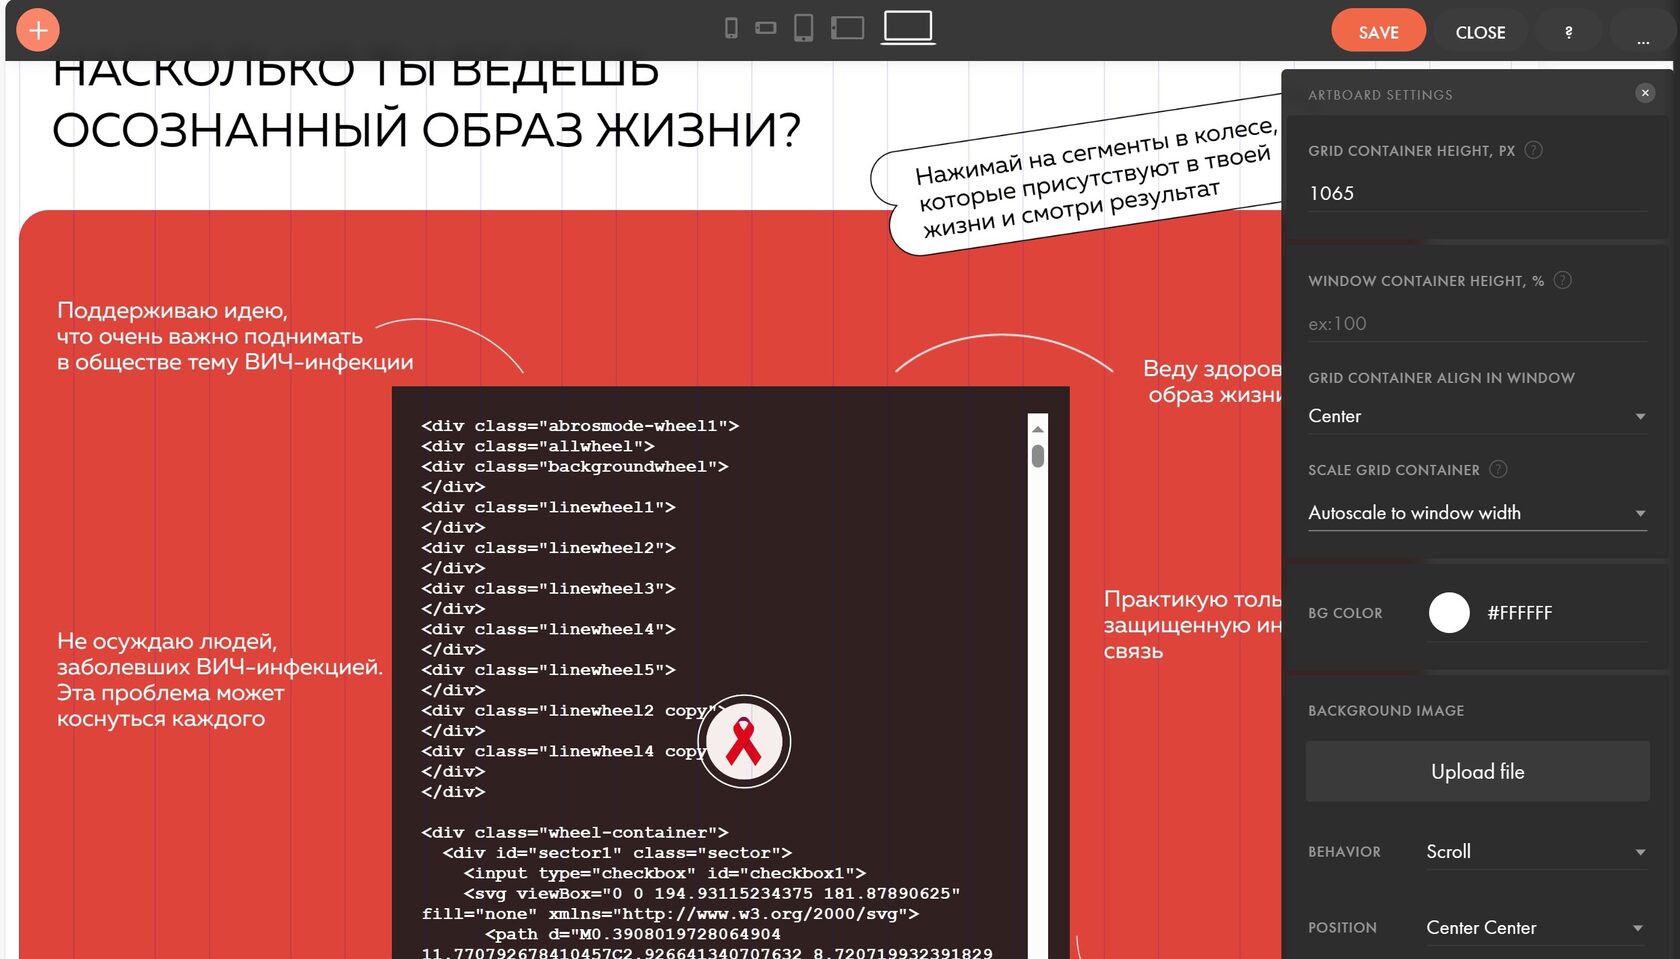 SAVE
CLOSE
?
...
НАСКОЛЬКО ТЫ ВЕДЕШЬ
ОСОЗНАННЫЙ ОБРАЗ ЖИЗНИ?
Нажимай на сегменты в колесе,
которые присутствуют в твоей
жизни и смотри результат
Поддерживаю идею,
что очень важно поднимать
в обществе тему ВИЧ-инфекции
Веду здоров
образ жизни
Не осуждаю людей,
заболевших ВИЧ-инфекцией.
Эта проблема может
коснуться каждого
Практикую толь
защищенную ин
связь
<div class="abrosmode-wheel1">
<div class="allwheel">
<div class="backgroundwheel">
</div>
<div class="linewheel1">
</div>
<div class="linewheel2">
</div>
<div class="linewheel3">
</div>
<div class="linewheel4">
</div>
<div class="linewheel5">
</div>
<div class="linewheel2 copy">
</div>
<div class="linewheel4 copy
</div>
</div>
<div class="wheel-container">
<div id="sector1" class="sector">
<input type="checkbox" id="checkbox1">
<svg viewBox="0 0 194.93115234375 181.87890625"
fill="none" xmlns="http://www.w3.org/2000/svg">
<path d="M0.3908019728064904
11.770792678410457C2.926641340707632 8.720719932391829
ARTBOARD SETTINGS
GRID CONTAINER HEIGHT, PX ?
1065
WINDOW CONTAINER HEIGHT, % ?
ex:100
GRID CONTAINER ALIGN IN WINDOW
Center
SCALE GRID CONTAINER ?
Autoscale to window width
BG COLOR #FFFFFF
BACKGROUND IMAGE
Upload file
BEHAVIOR Scroll
POSITION Center Center